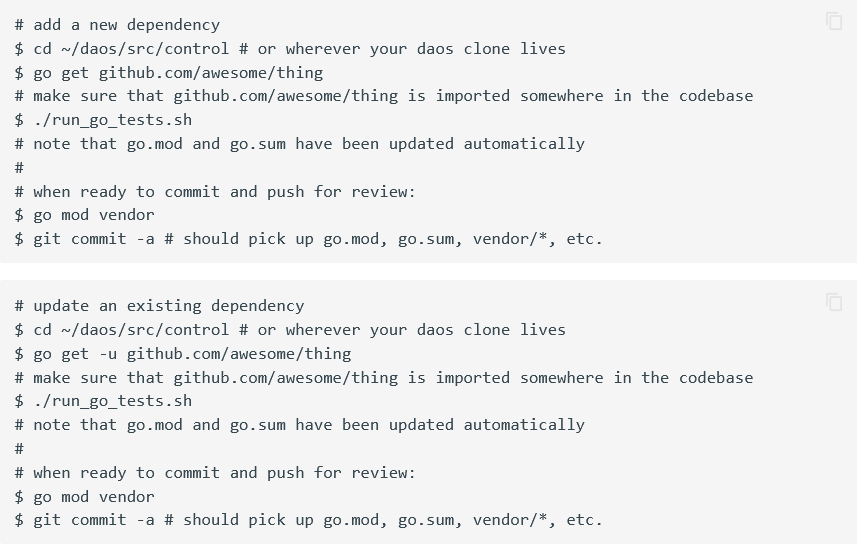 # add a new dependency
$ cd ~/daos/src/control # or wherever your daos clone lives
$ go get github.com/awesome/thing
# make sure that github.com/awesome/thing is imported somewhere in the codebase
$ ./run_go_tests.sh
# note that go.mod and go.sum have been updated automatically
#
# when ready to commit and push for review:
$ go mod vendor
$ git commit -a # should pick up go.mod, go.sum, vendor/*, etc.
# update an existing dependency
$ cd ~/daos/src/control # or wherever your daos clone lives
$ go get -u github.com/awesome/thing
# make sure that github.com/awesome/thing is imported somewhere in the codebase
$ ./run_go_tests.sh
# note that go.mod and go.sum have been updated automatically
#
# when ready to commit and push for review:
$ go mod vendor
$ git commit -a # should pick up go.mod, go.sum, vendor/*, etc.